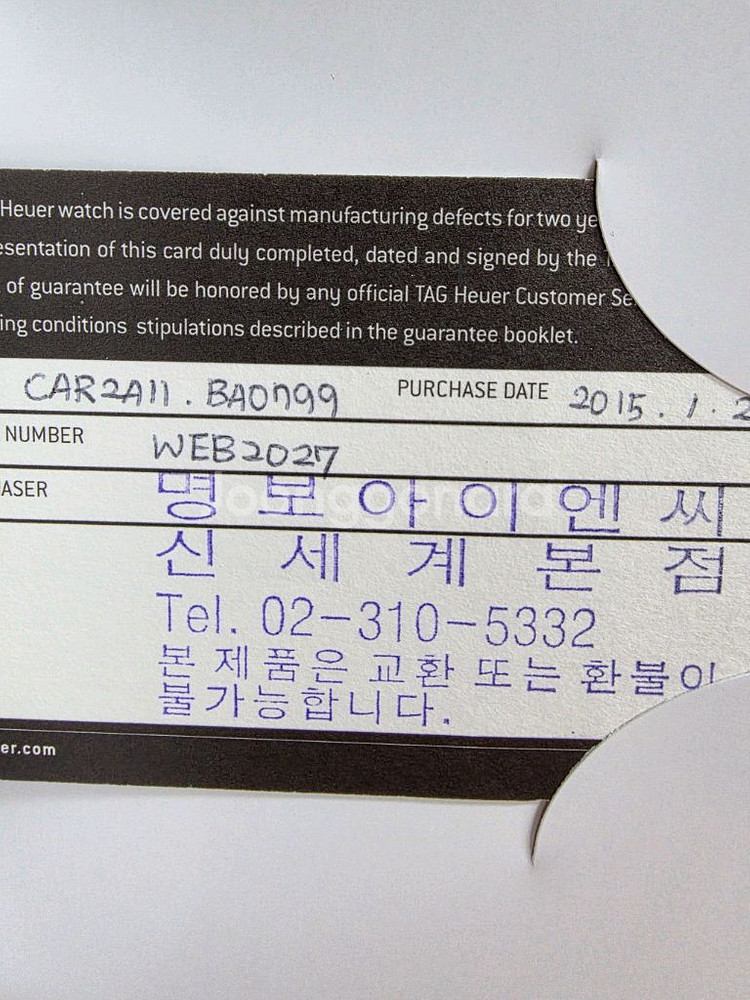 Heuer watch is covered against manufacturing defects for two ye
esentation of this card duly completed, dated and signed by the
of guarantee will be honored by any official TAG Heuer Customer Se
ing conditions stipulations described in the guarantee booklet.
CAR2A11.BA0799 PURCHASE DATE 2015.1.2
NUMBER WEB2027
ASER 명보아이엔씨
신세계본점
Tel. 02-310-5332
본 제품은 교환 또는 환불이
불가능합니다.
er.com